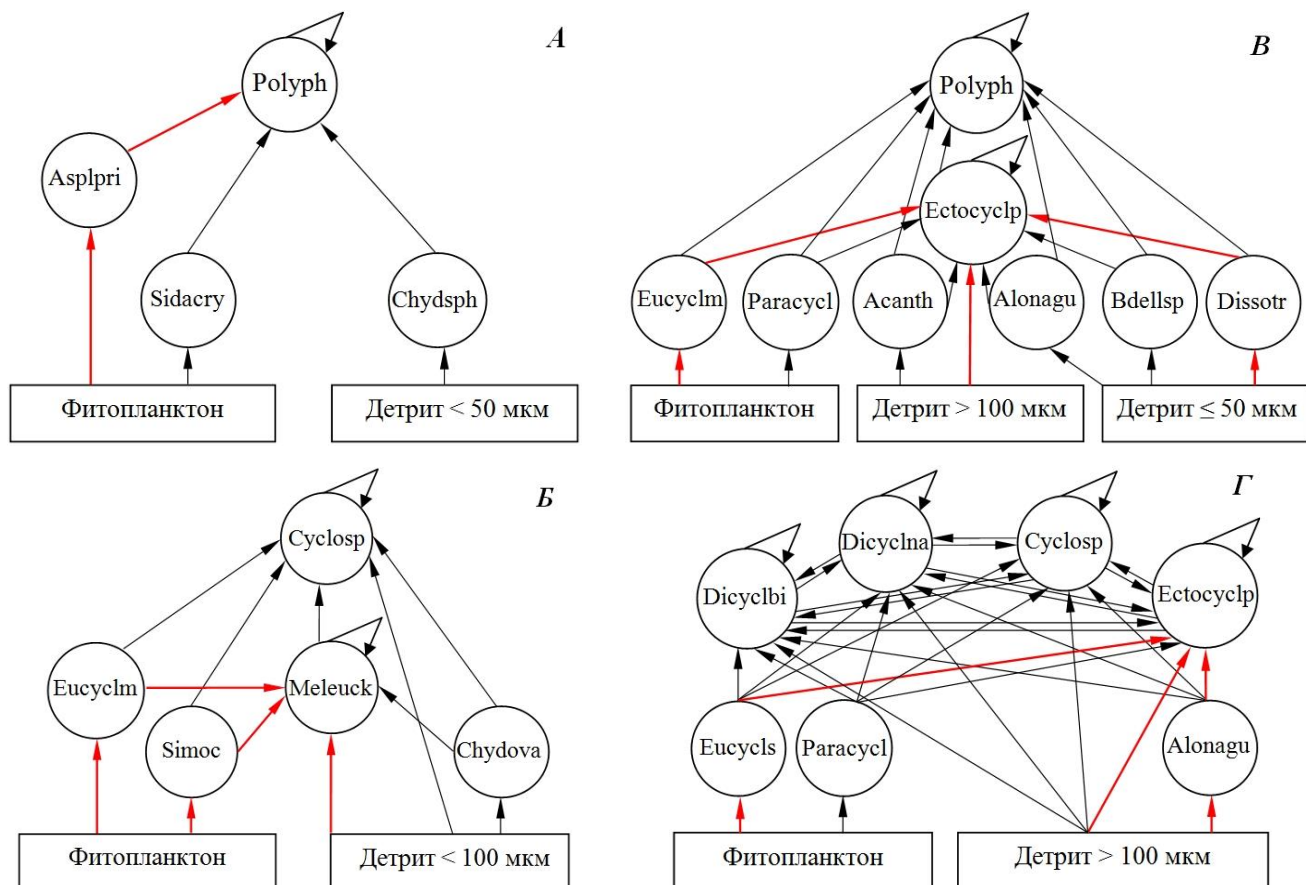 А
Polyph
Asplpri
Sidacry
Chydsph
Фитопланктон
Детрит < 50 мкм
В
Polyph
Ectocyclp
Eucyclm
Paracycl
Acanth
Alonagu
Bdellsp
Dissotr
Фитопланктон
Детрит > 100 мкм
Детрит ≤ 50 мкм
Б
Cyclosp
Eucyclm
Meleuck
Simoc
Chydova
Фитопланктон
Детрит < 100 мкм
Г
Dicyclna
Cyclosp
Dicyclbi
Ectocyclp
Eucycls
Paracycl
Alonagu
Фитопланктон
Детрит > 100 мкм